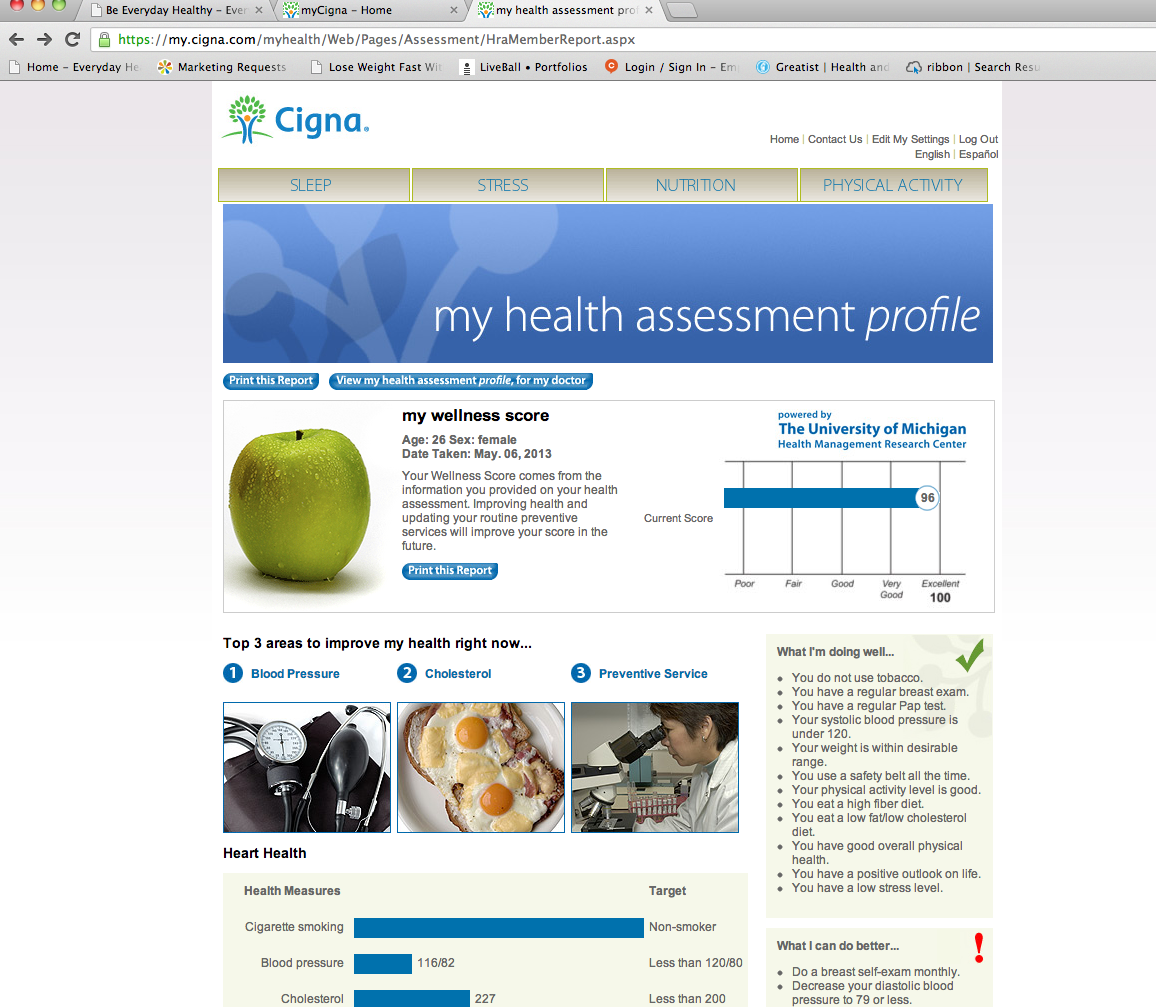 Be Everyday Healthy – Ever
myCigna – Home
my health assessment prof
https://my.cigna.com/myhealth/Web/Pages/Assessment/HraMemberReport.aspx
Home – Everyday He
Marketing Requests
Lose Weight Fast Wit
LiveBall • Portfolios
Login / Sign In – Em
Greatist | Health and
ribbon | Search Resu
Cigna®
Home | Contact Us | Edit My Settings | Log Out
English | Español
SLEEP
STRESS
NUTRITION
PHYSICAL ACTIVITY
my health assessment profile
Print this Report
View my health assessment profile, for my doctor
my wellness score
Age: 26 Sex: female
Date Taken: May. 06, 2013
Your Wellness Score comes from the
information you provided on your health
assessment. Improving health and
updating your routine preventive
services will improve your score in the
future.
Print this Report
powered by
The University of Michigan
Health Management Research Center
Current Score
96
Poor
Fair
Good
Very
Good
Excellent
100
Top 3 areas to improve my health right now...
1 Blood Pressure
2 Cholesterol
3 Preventive Service
Heart Health
Health Measures
Target
Cigarette smoking
Non-smoker
Blood pressure
116/82
Less than 120/80
Cholesterol
227
Less than 200
What I'm doing well...
• You do not use tobacco.
• You have a regular breast exam.
• You have a regular Pap test.
• Your systolic blood pressure is
under 120.
• Your weight is within desirable
range.
• You use a safety belt all the time.
• Your physical activity level is good.
• You eat a high fiber diet.
• You eat a low fat/low cholesterol
diet.
• You have good overall physical
health.
• You have a positive outlook on life.
• You have a low stress level.
What I can do better...
!
• Do a breast self-exam monthly.
• Decrease your diastolic blood
pressure to 79 or less.